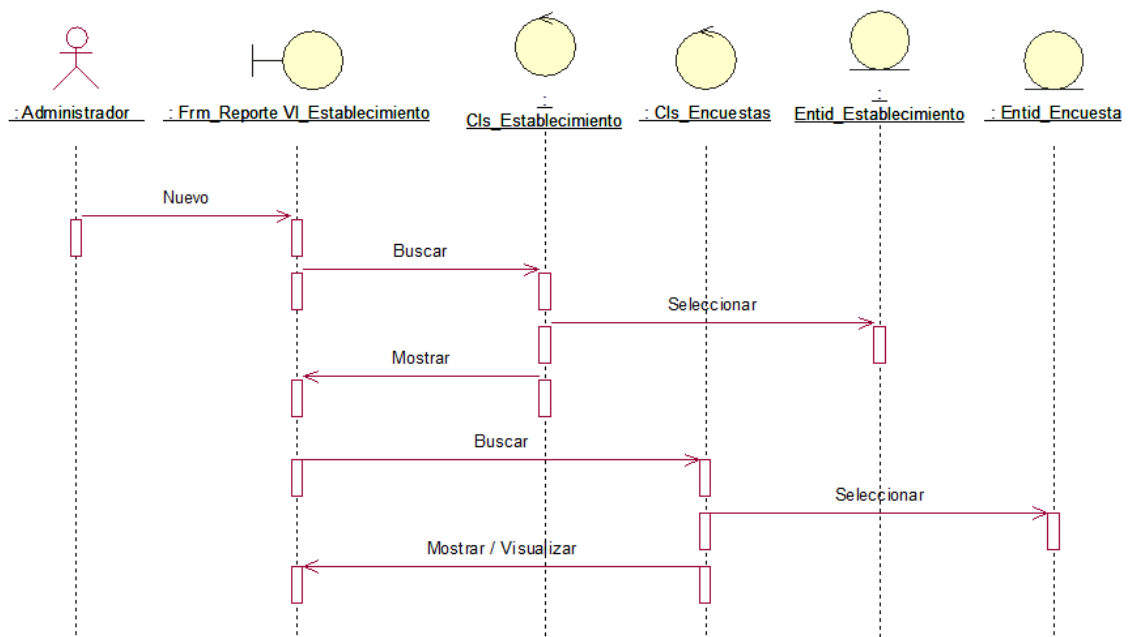 : Administrador
: Frm_Reporte VI_Establecimiento
:
Cls_Establecimiento
: Cls_Encuestas
:
Entid_Establecimiento
: Entid_Encuesta
Nuevo
Buscar
Seleccionar
Mostrar
Buscar
Seleccionar
Mostrar / Visualizar